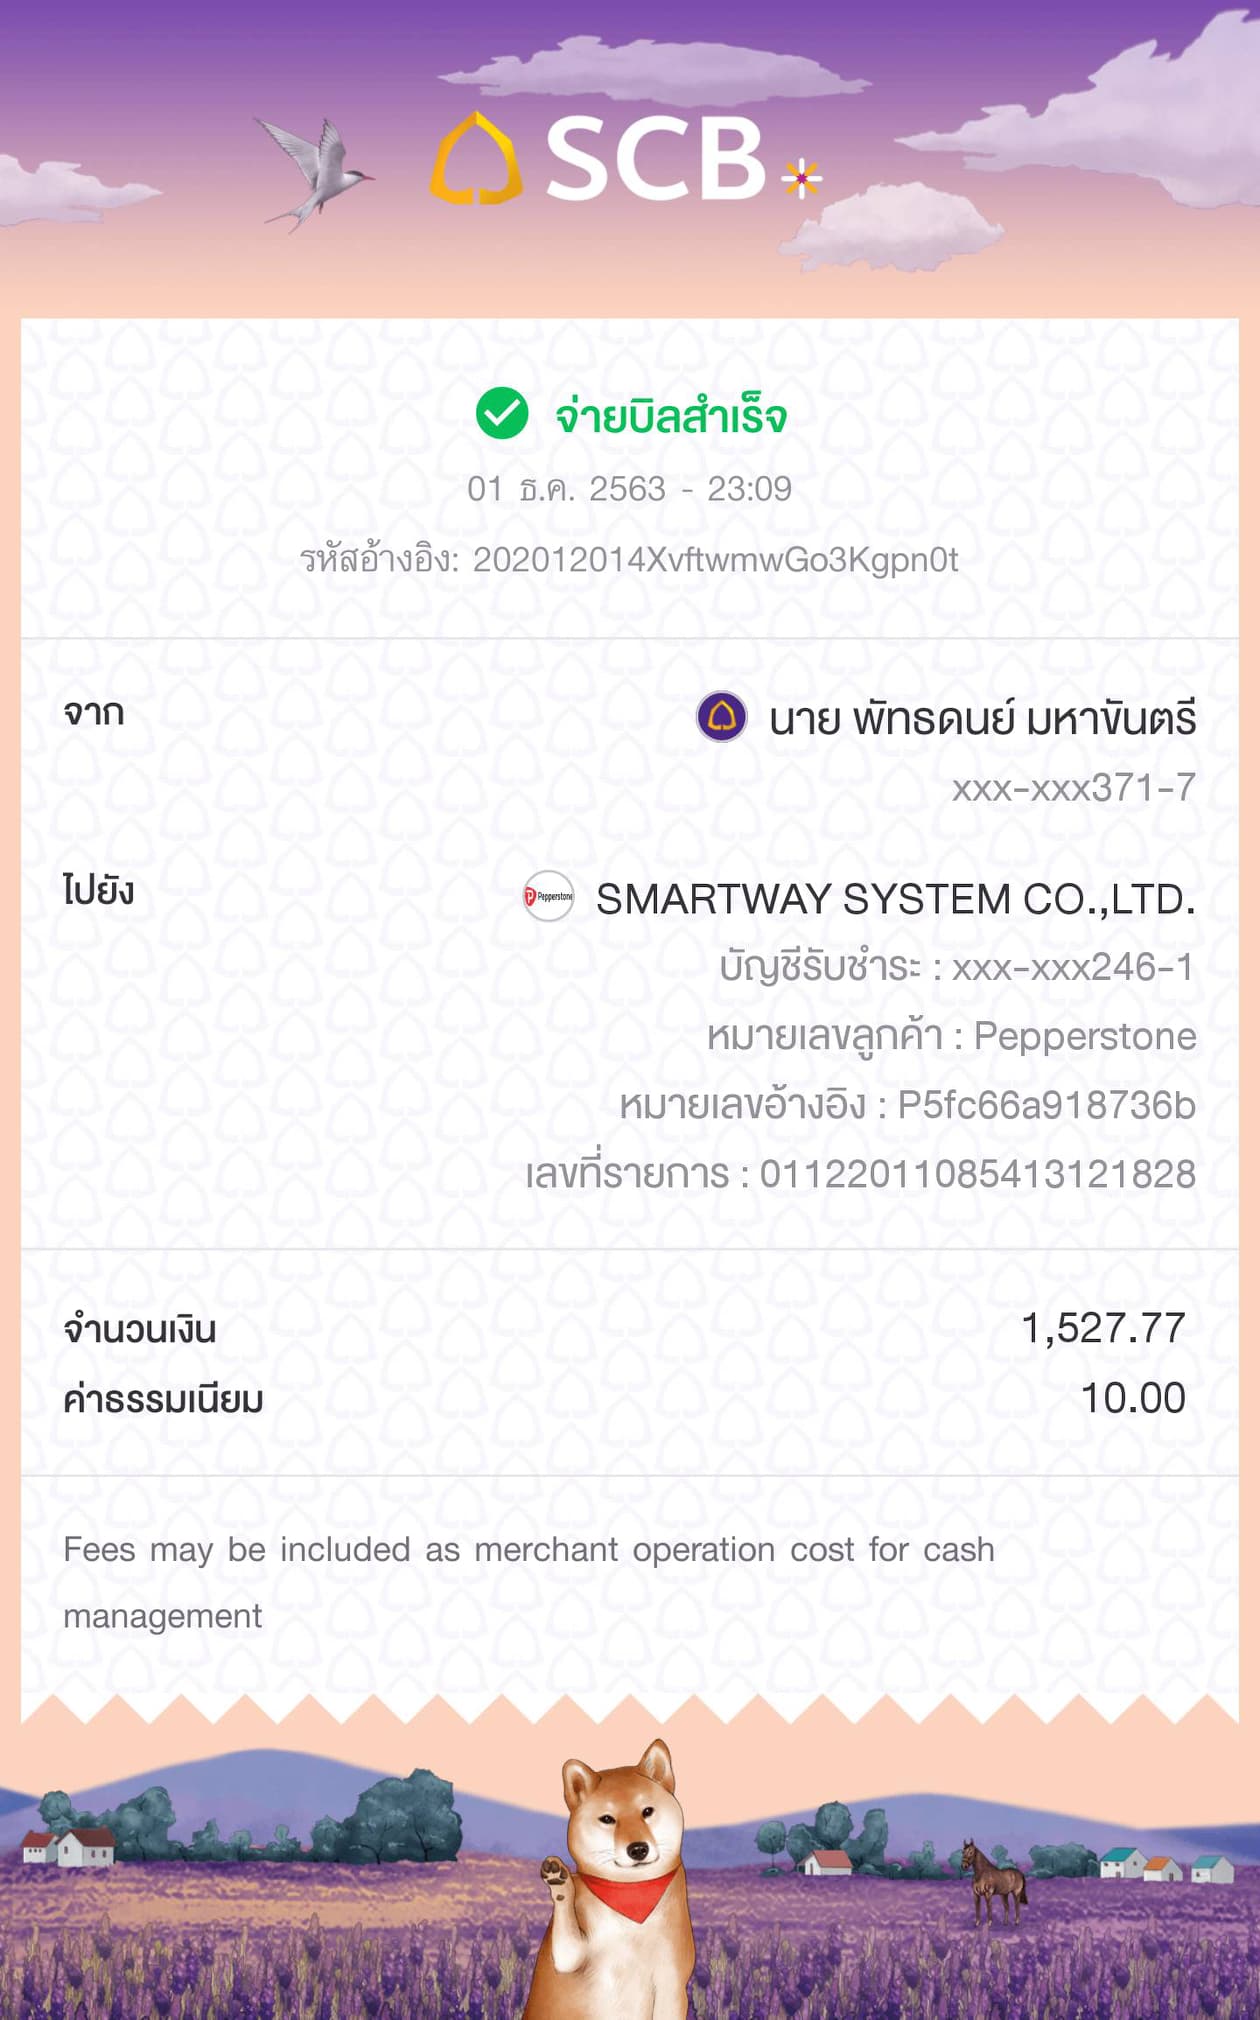 SCB
จ่ายบิลสำเร็จ
01 ธ.ค. 2563 - 23:09
รหัสอ้างอิง: 202012014XvftwmwGo3Kgpn0t
จาก
นาย พัทธดนย์ มหาขันตรี
xxx-xxx371-7
ไปยัง
Pepperstone
SMARTWAY SYSTEM CO.,LTD.
บัญชีรับชำระ : xxx-xxx246-1
หมายเลขลูกค้า : Pepperstone
หมายเลขอ้างอิง : P5fc66a918736b
เลขที่รายการ : 01122011085413121828
จำนวนเงิน 1,527.77
ค่าธรรมเนียม 10.00
Fees may be included as merchant operation cost for cash
management